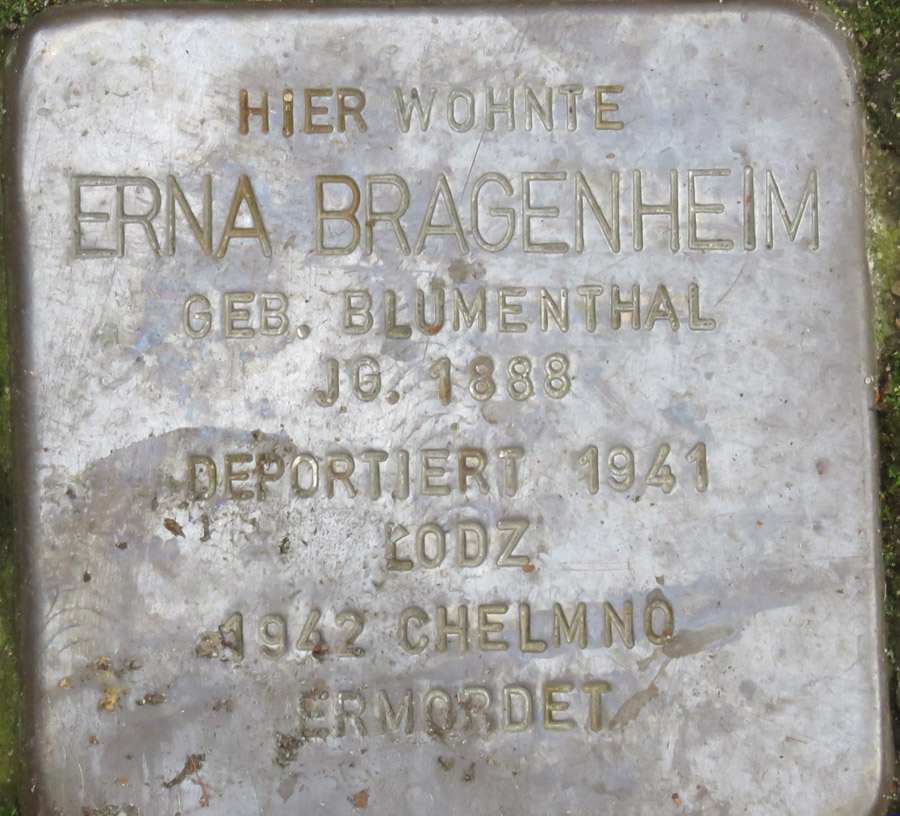 HIER WOHNTE
ERNA BRAGENHEIM
GEB. BLUMENTHAL
JG. 1888
DEPORTIERT 1941
ŁODZ
1942 CHELMNO
ERMORDET